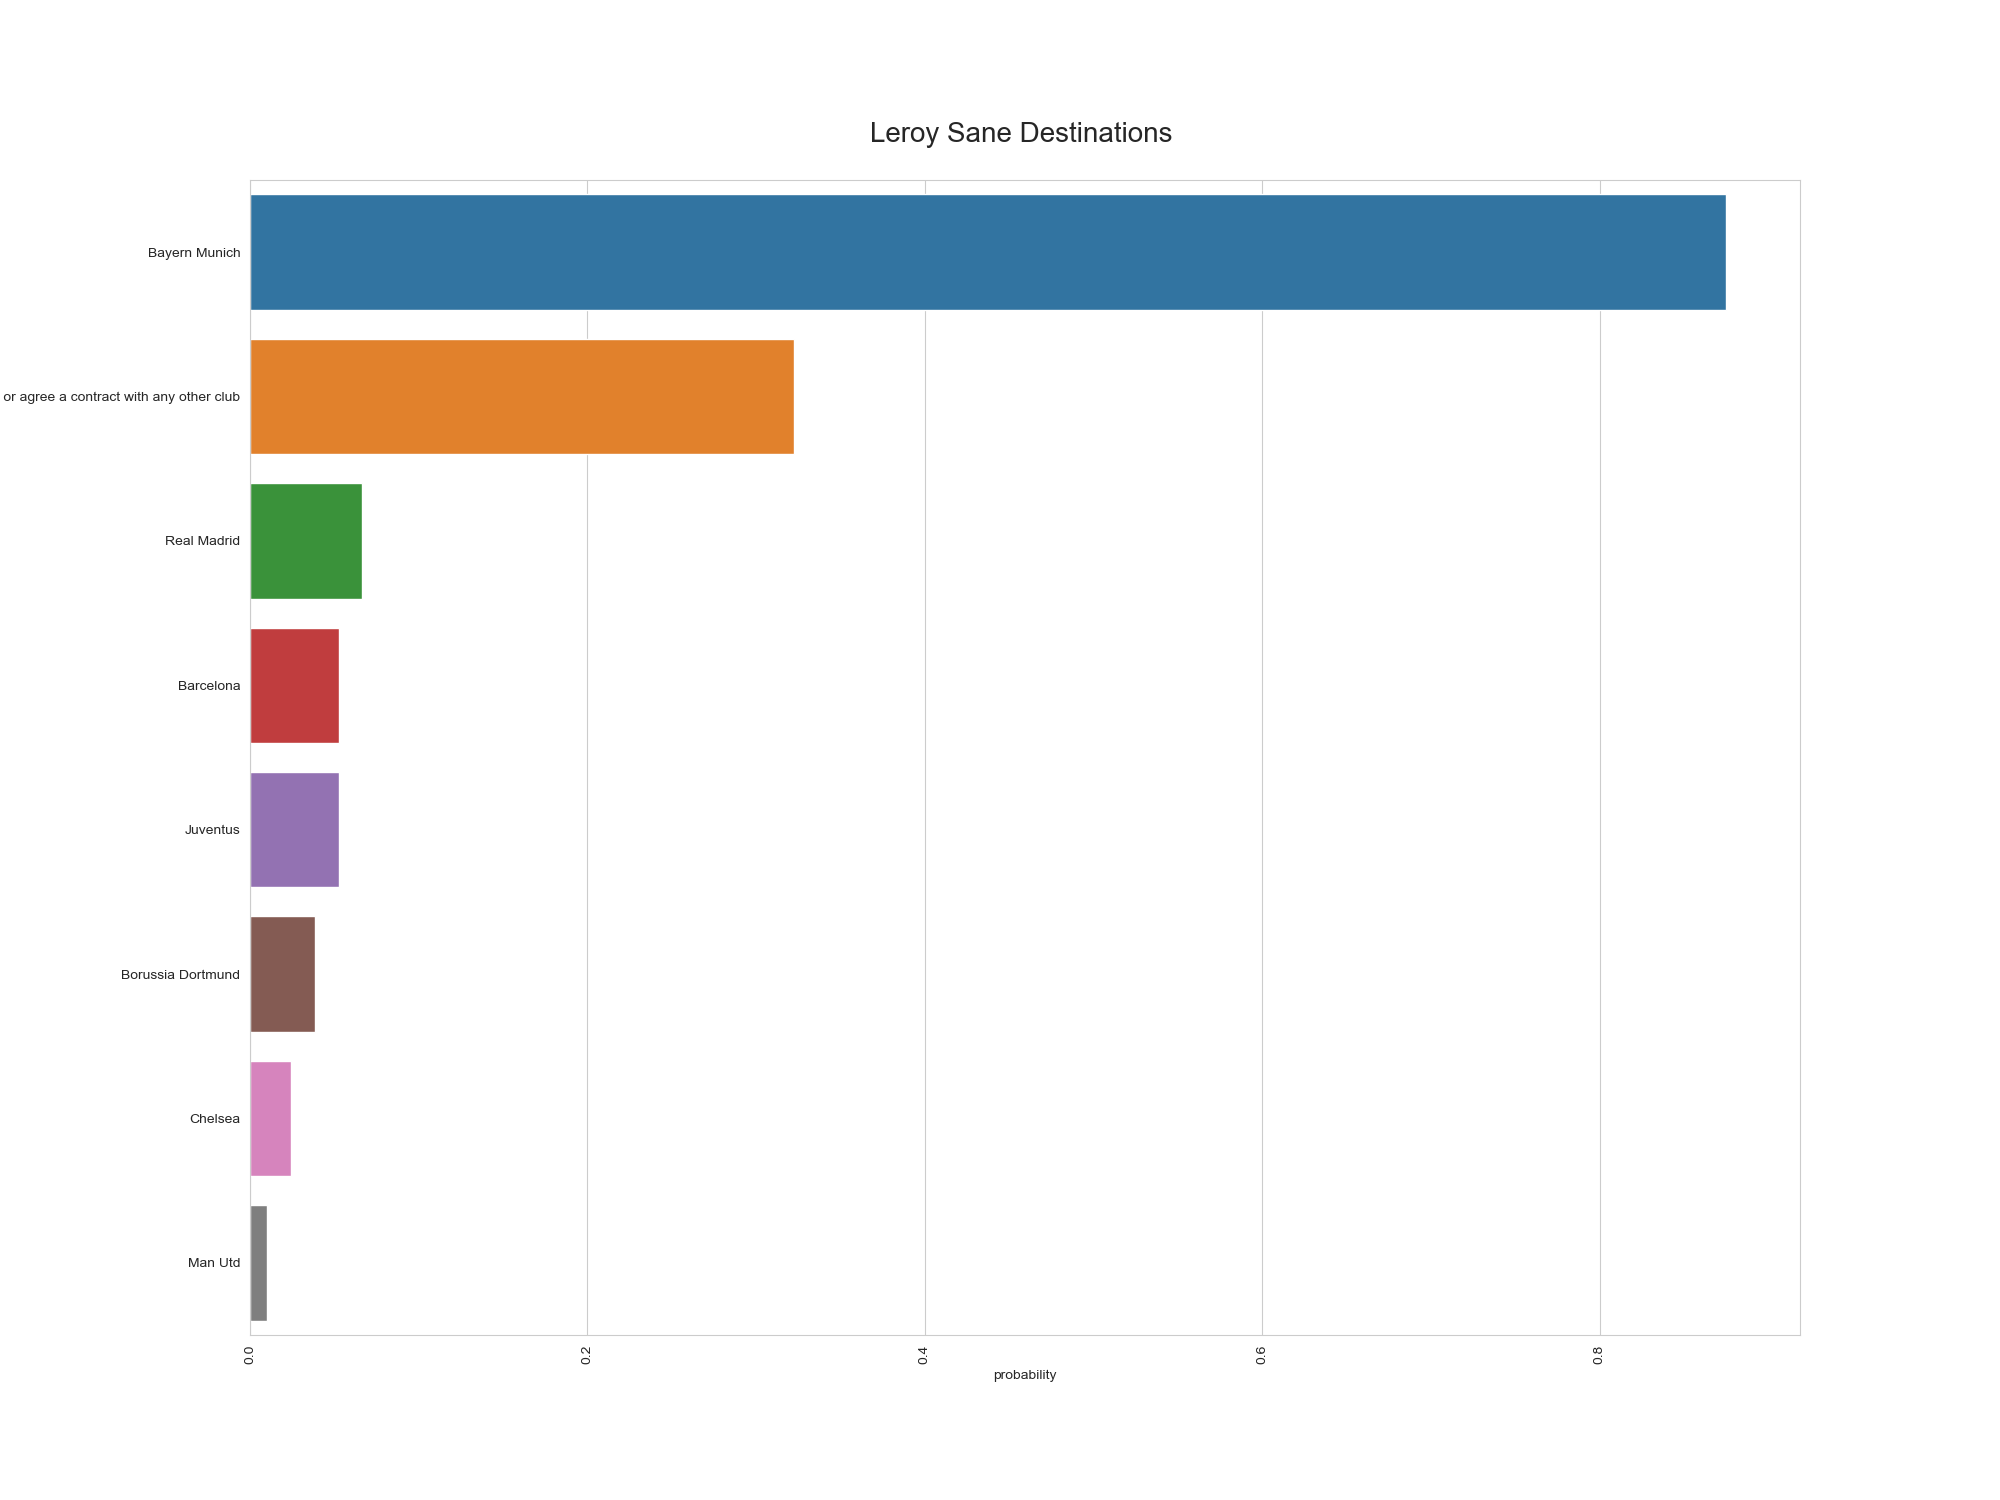 Leroy Sane Destinations
Bayern Munich
or agree a contract with any other club
Real Madrid
Barcelona
Juventus
Borussia Dortmund
Chelsea
Man Utd
0.0 0.2 0.4 0.6 0.8
probability